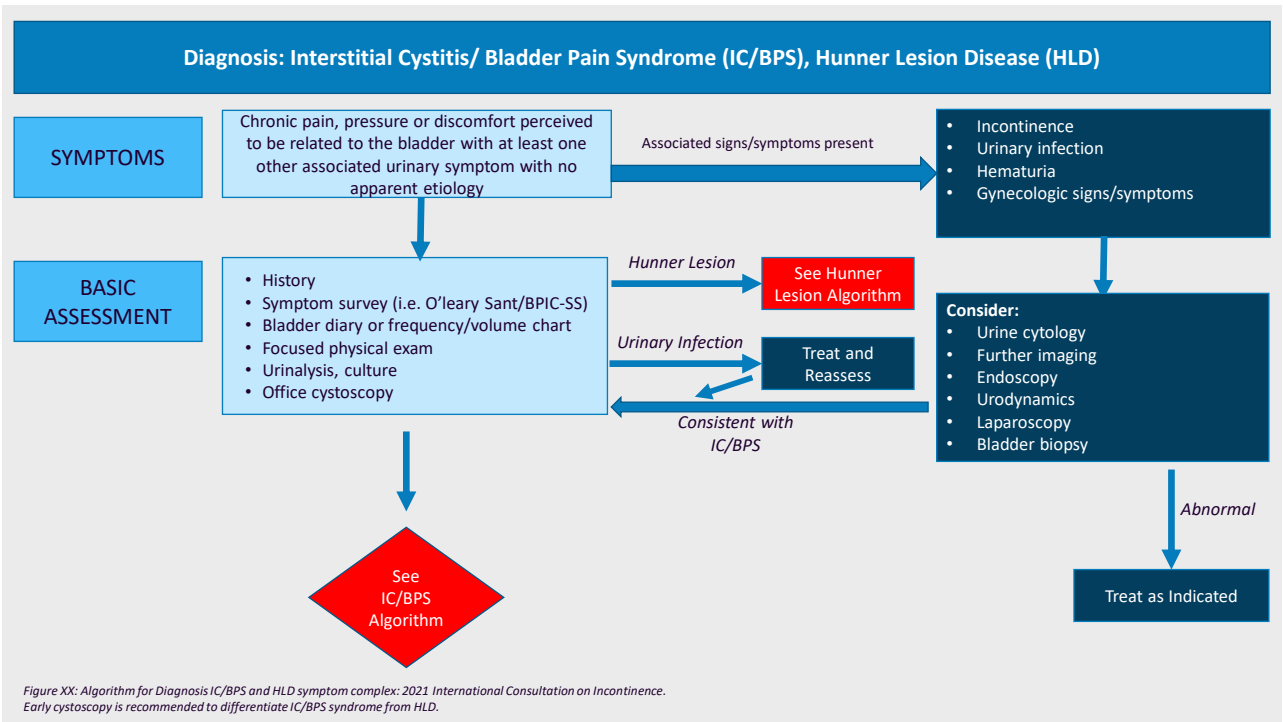 Diagnosis: Interstitial Cystitis/ Bladder Pain Syndrome (IC/BPS), Hunner Lesion Disease (HLD)
SYMPTOMS
Chronic pain, pressure or discomfort perceived
to be related to the bladder with at least one
other associated urinary symptom with no
apparent etiology
Associated signs/symptoms present
• Incontinence
• Urinary infection
• Hematuria
• Gynecologic signs/symptoms
BASIC
ASSESSMENT
• History
• Symptom survey (i.e. O'leary Sant/BPIC-SS)
• Bladder diary or frequency/volume chart
• Focused physical exam
• Urinalysis, culture
• Office cystoscopy
Hunner Lesion
See Hunner
Lesion Algorithm
Urinary Infection
Treat and
Reassess
Consistent with
IC/BPS
Consider:
• Urine cytology
• Further imaging
• Endoscopy
• Urodynamics
• Laparoscopy
• Bladder biopsy
Abnormal
Treat as Indicated
See
IC/BPS
Algorithm
Figure XX: Algorithm for Diagnosis IC/BPS and HLD symptom complex: 2021 International Consultation on Incontinence.
Early cystoscopy is recommended to differentiate IC/BPS syndrome from HLD.